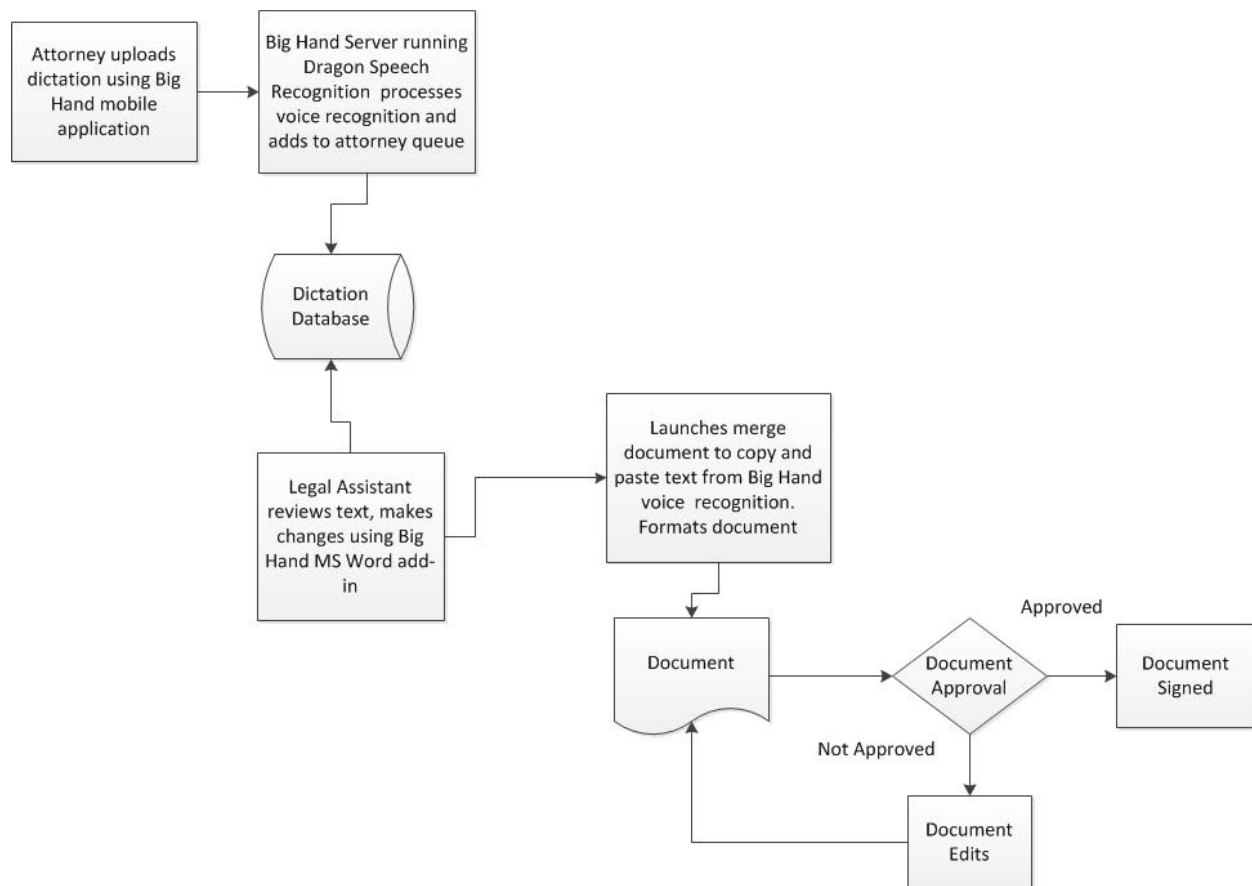 Attorney uploads
dictation using Big
Hand mobile
application
Big Hand Server running
Dragon Speech
Recognition processes
voice recognition and
adds to attorney queue
Dictation
Database
Legal Assistant
reviews text, makes
changes using Big
Hand MS Word add-
in
Launches merge
document to copy and
paste text from Big Hand
voice recognition.
Formats document
Document
Document
Approval
Approved
Document
Signed
Not Approved
Document
Edits